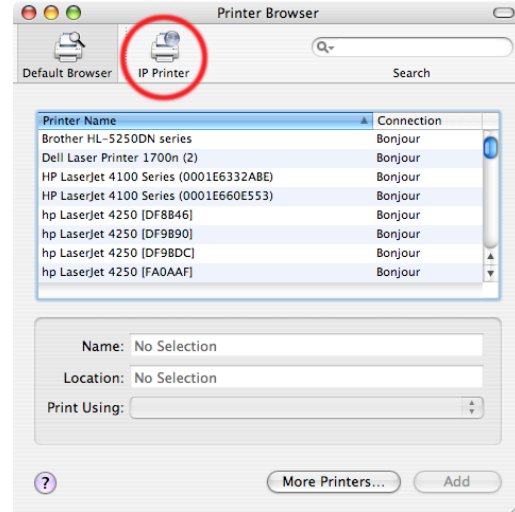 Printer Browser
Default Browser IP Printer Search
Printer Name Connection
Brother HL-5250DN series Bonjour
Dell Laser Printer 1700n (2) Bonjour
HP LaserJet 4100 Series (0001E6332ABE) Bonjour
HP LaserJet 4100 Series (0001E660E553) Bonjour
hp LaserJet 4250 [DF8B46] Bonjour
hp LaserJet 4250 [DF9B90] Bonjour
hp LaserJet 4250 [DF9BDC] Bonjour
hp LaserJet 4250 [FA0AAF] Bonjour
Name: No Selection
Location: No Selection
Print Using:
? More Printers... Add